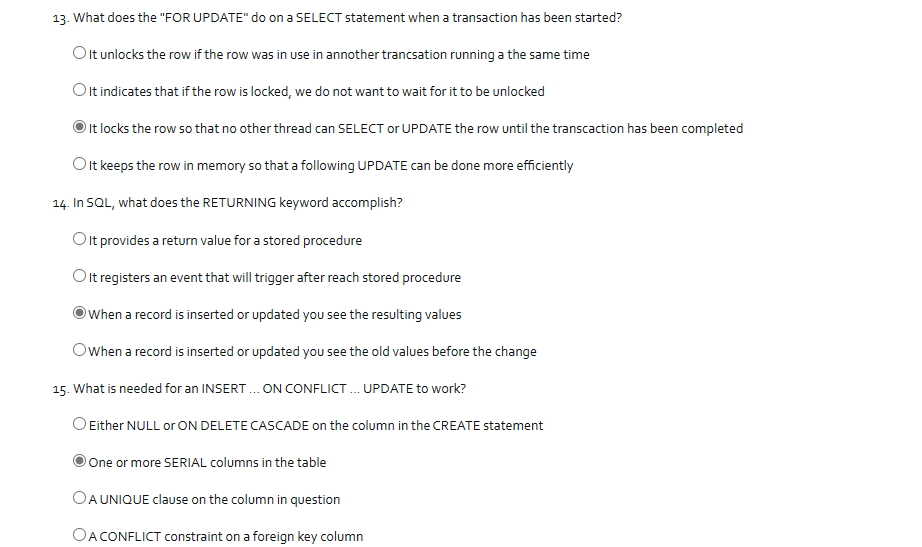 13. What does the "FOR UPDATE" do on a SELECT statement when a transaction has been started?
It unlocks the row if the row was in use in annother trancsation running a the same time
It indicates that if the row is locked, we do not want to wait for it to be unlocked
It locks the row so that no other thread can SELECT or UPDATE the row until the transcaction has been completed
It keeps the row in memory so that a following UPDATE can be done more efficiently
14. In SQL, what does the RETURNING keyword accomplish?
It provides a return value for a stored procedure
It registers an event that will trigger after reach stored procedure
When a record is inserted or updated you see the resulting values
When a record is inserted or updated you see the old values before the change
15. What is needed for an INSERT ... ON CONFLICT ... UPDATE to work?
Either NULL or ON DELETE CASCADE on the column in the CREATE statement
One or more SERIAL columns in the table
A UNIQUE clause on the column in question
A CONFLICT constraint on a foreign key column